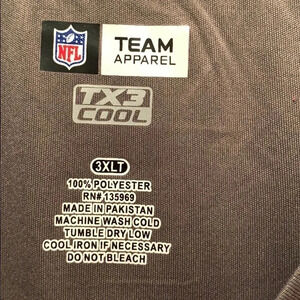 NFL
TEAM
APPAREL
TX3
COOL
3XLT
100% POLYESTER
RN# 135969
MADE IN PAKISTAN
MACHINE WASH COLD
TUMBLE DRY LOW
COOL IRON IF NECESSARY
DO NOT BLEACH